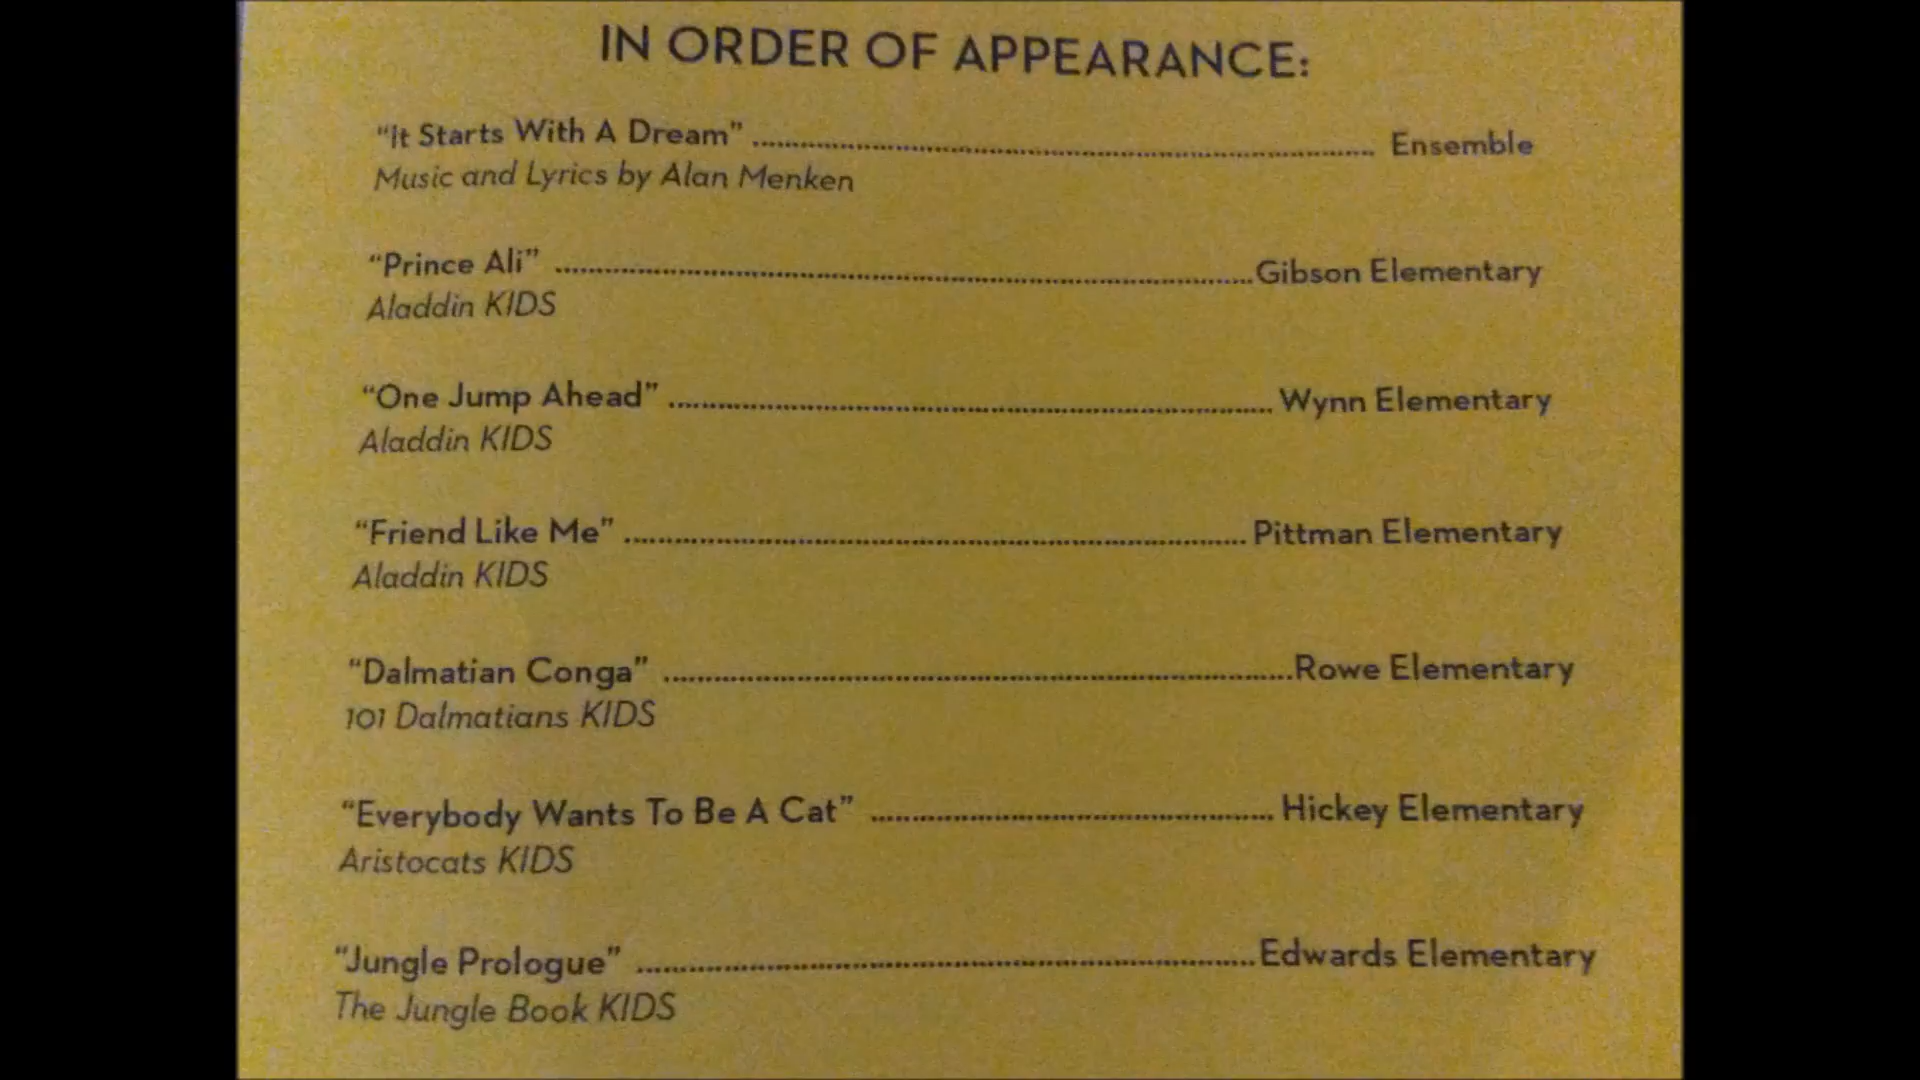 IN ORDER OF APPEARANCE:
“It Starts With A Dream” ........................................ Ensemble
Music and Lyrics by Alan Menken
“Prince Ali” ........................................Gibson Elementary
Aladdin KIDS
“One Jump Ahead” ........................................ Wynn Elementary
Aladdin KIDS
“Friend Like Me” ........................................ Pittman Elementary
Aladdin KIDS
“Dalmatian Conga” ........................................Rowe Elementary
101 Dalmatians KIDS
“Everybody Wants To Be A Cat” ........................................ Hickey Elementary
Aristocats KIDS
“Jungle Prologue” ........................................Edwards Elementary
The Jungle Book KIDS